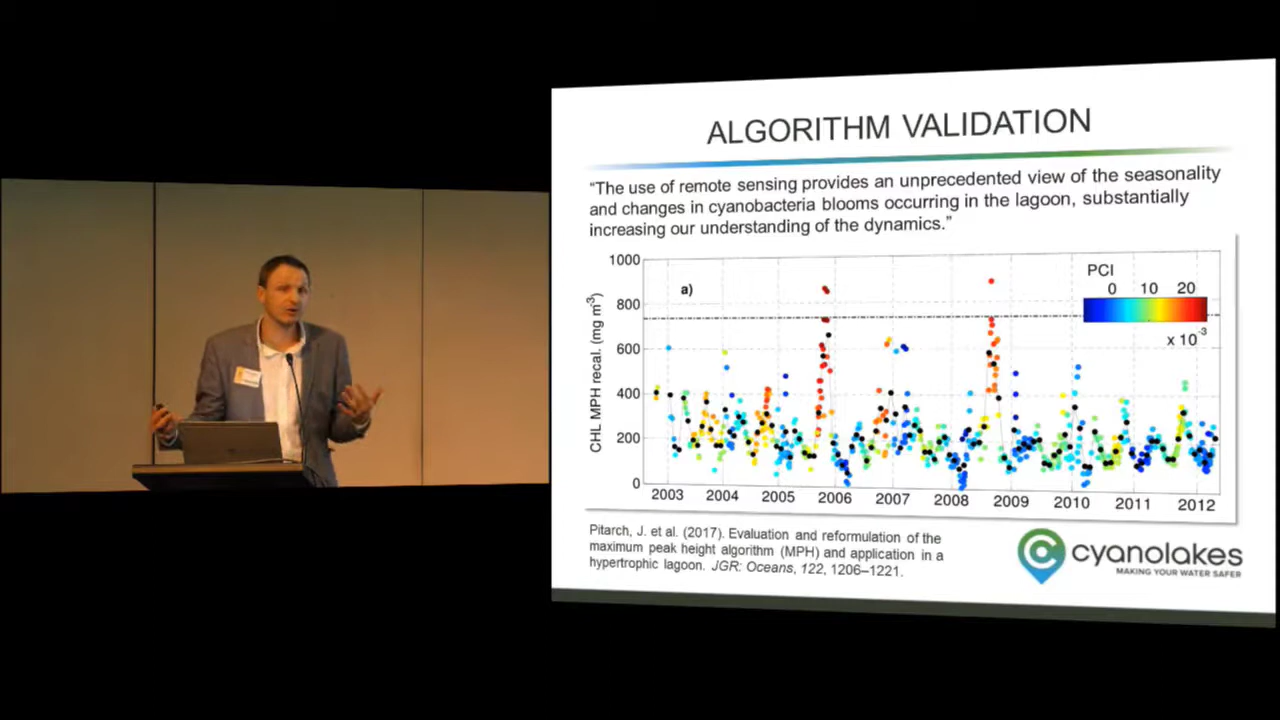 ALGORITHM VALIDATION
"The use of remote sensing provides an unprecedented view of the seasonality
and changes in cyanobacteria blooms occurring in the lagoon, substantially
increasing our understanding of the dynamics."
a)
PCI
0 10 20
x 10⁻³
CHL MPH recal. (mg m⁻³)
1000
800
600
400
200
0
2003 2004 2005 2006 2007 2008 2009 2010 2011 2012
Pitarch, J. et al. (2017). Evaluation and reformulation of the
maximum peak height algorithm (MPH) and application in a
hypertrophic lagoon. JGR: Oceans, 122, 1206–1221.
cyanolakes
MAKING YOUR WATER SAFER